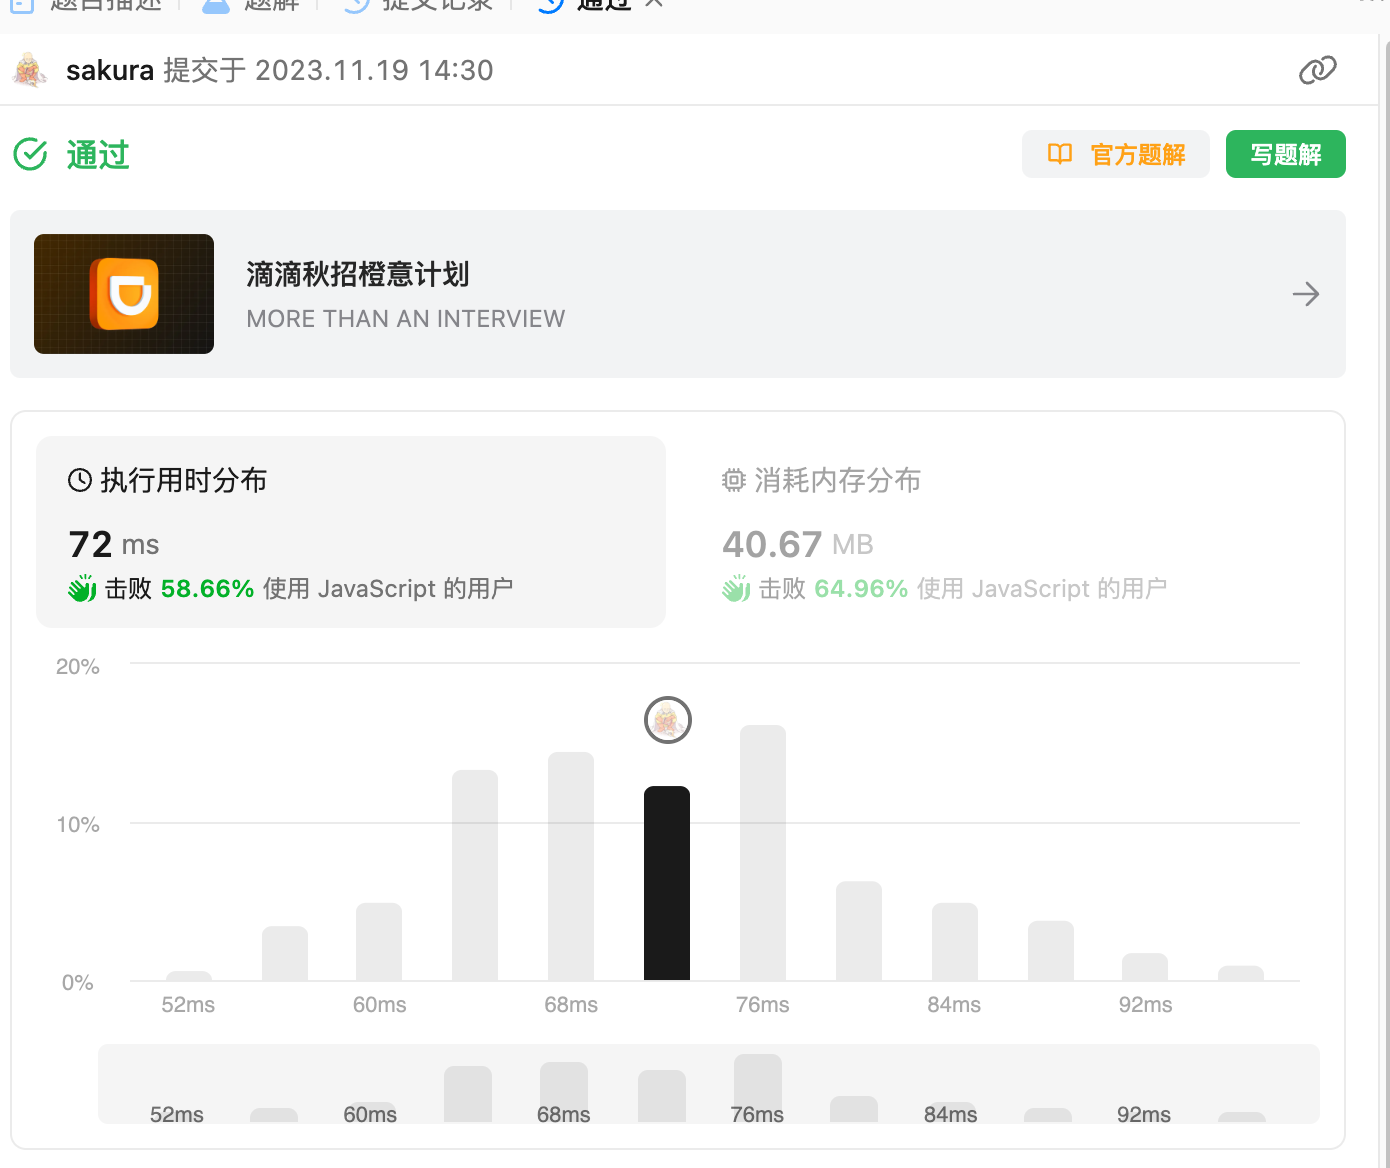 题目描述 题解 提交记录 通过
sakura 提交于 2023.11.19 14:30
通过
官方题解
写题解
滴滴秋招橙意计划
MORE THAN AN INTERVIEW
执行用时分布
72 ms
击败 58.66% 使用 JavaScript 的用户
消耗内存分布
40.67 MB
击败 64.96% 使用 JavaScript 的用户
20%
10%
0%
52ms 60ms 68ms 76ms 84ms 92ms
52ms 60ms 68ms 76ms 84ms 92ms